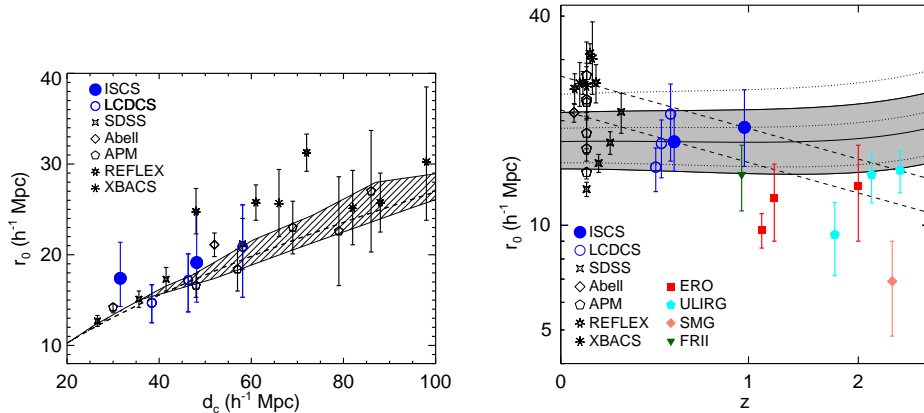 40
30
20
10
r₀ (h⁻¹ Mpc)
ISCS
LCDCS
SDSS
Abell
APM
REFLEX
XBACS
20 40 60 80 100
d_c (h⁻¹ Mpc)
40
10
5
r₀ (h⁻¹ Mpc)
ISCS
LCDCS
SDSS
Abell ERO
APM ULIRG
REFLEX SMG
XBACS FRII
0 1 2
z